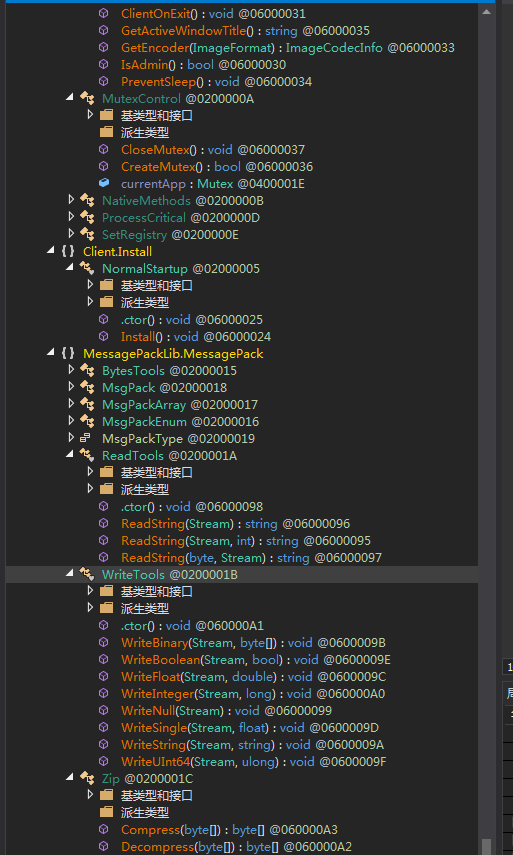 ClientOnExit() : void @06000031
GetActiveWindowTitle() : string @06000035
GetEncoder(ImageFormat) : ImageCodecInfo @06000033
IsAdmin() : bool @06000030
PreventSleep() : void @06000034
MutexControl @0200000A
基类型和接口
派生类型
CloseMutex() : void @06000037
CreateMutex() : bool @06000036
currentApp : Mutex @0400001E
NativeMethods @0200000B
ProcessCritical @0200000D
SetRegistry @0200000E
{ } Client.Install
NormalStartup @02000005
基类型和接口
派生类型
.ctor() : void @06000025
Install() : void @06000024
{ } MessagePackLib.MessagePack
BytesTools @02000015
MsgPack @02000018
MsgPackArray @02000017
MsgPackEnum @02000016
MsgPackType @02000019
ReadTools @0200001A
基类型和接口
派生类型
.ctor() : void @06000098
ReadString(Stream) : string @06000096
ReadString(Stream, int) : string @06000095
ReadString(byte, Stream) : string @06000097
WriteTools @0200001B
基类型和接口
派生类型
.ctor() : void @060000A1
WriteBinary(Stream, byte[]) : void @0600009B
WriteBoolean(Stream, bool) : void @0600009E
WriteFloat(Stream, double) : void @0600009C
WriteInteger(Stream, long) : void @060000A0
WriteNull(Stream) : void @06000099
WriteSingle(Stream, float) : void @0600009D
WriteString(Stream, string) : void @0600009A
WriteUInt64(Stream, ulong) : void @0600009F
Zip @0200001C
基类型和接口
派生类型
Compress(byte[]) : byte[] @060000A3
Decompress(byte[]) : byte[] @060000A2